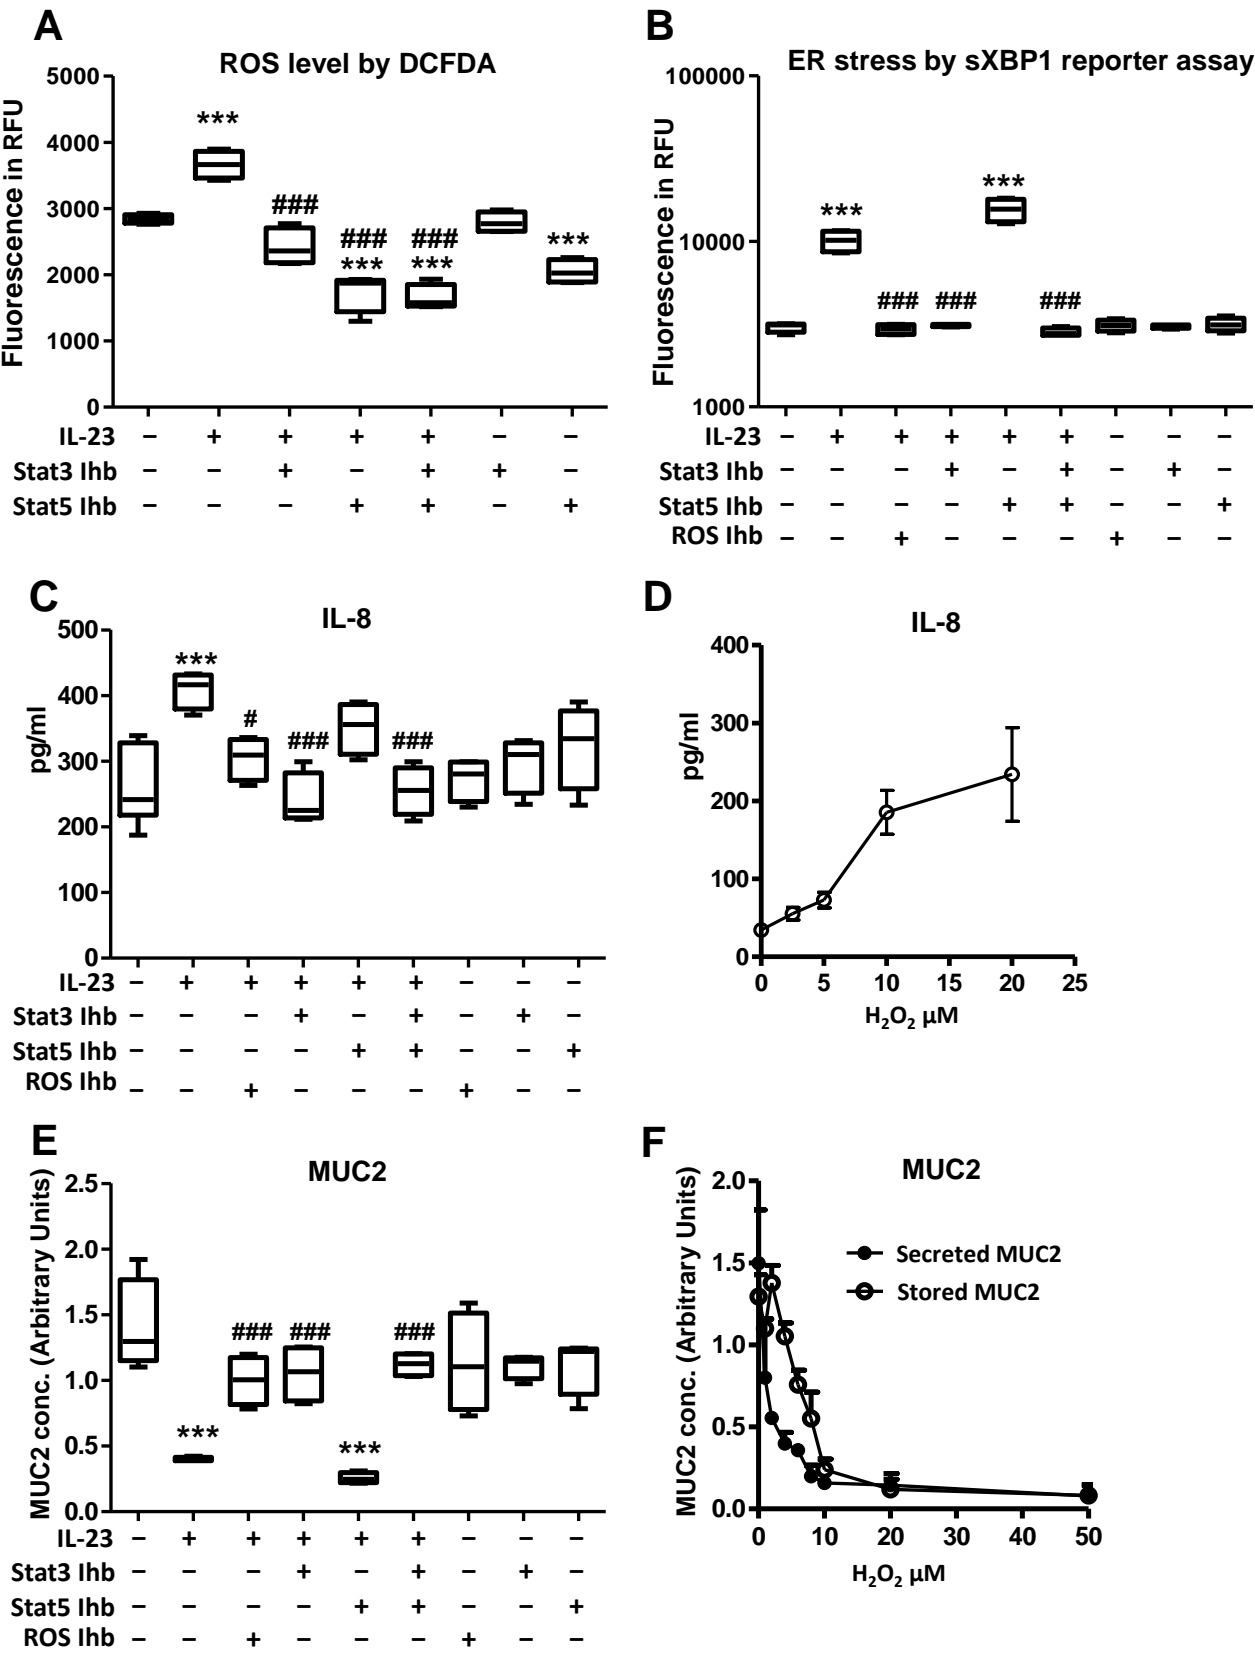 A
ROS level by DCFDA
Fluorescence in RFU
5000
4000
3000
2000
1000
0
***
###
###
***
###
***
***
IL-23 – + + + + – –
Stat3 Ihb – – + – + + –
Stat5 Ihb – – – + + – +
B
ER stress by sXBP1 reporter assay
Fluorescence in RFU
100000
10000
1000
***
###
###
***
###
IL-23 – + + + + + – – –
Stat3 Ihb – – – + – + – + –
Stat5 Ihb – – – – + + – – +
ROS Ihb – – + – – – + – –
C
IL-8
pg/ml
500
400
300
200
100
0
***
#
###
###
IL-23 – + + + + + – – –
Stat3 Ihb – – – + – + – + –
Stat5 Ihb – – – – + + – – +
ROS Ihb – – + – – – + – –
D
IL-8
pg/ml
400
300
200
100
0
0 5 10 15 20 25
H₂O₂ µM
E
MUC2
MUC2 conc. (Arbitrary Units)
2.5
2.0
1.5
1.0
0.5
0.0
***
###
###
***
###
IL-23 – + + + + + – – –
Stat3 Ihb – – – + – + – + –
Stat5 Ihb – – – – + + – – +
ROS Ihb – – + – – – + – –
F
MUC2
MUC2 conc. (Arbitrary Units)
2.0
1.5
1.0
0.5
0.0
Secreted MUC2
Stored MUC2
0 10 20 30 40 50
H₂O₂ µM